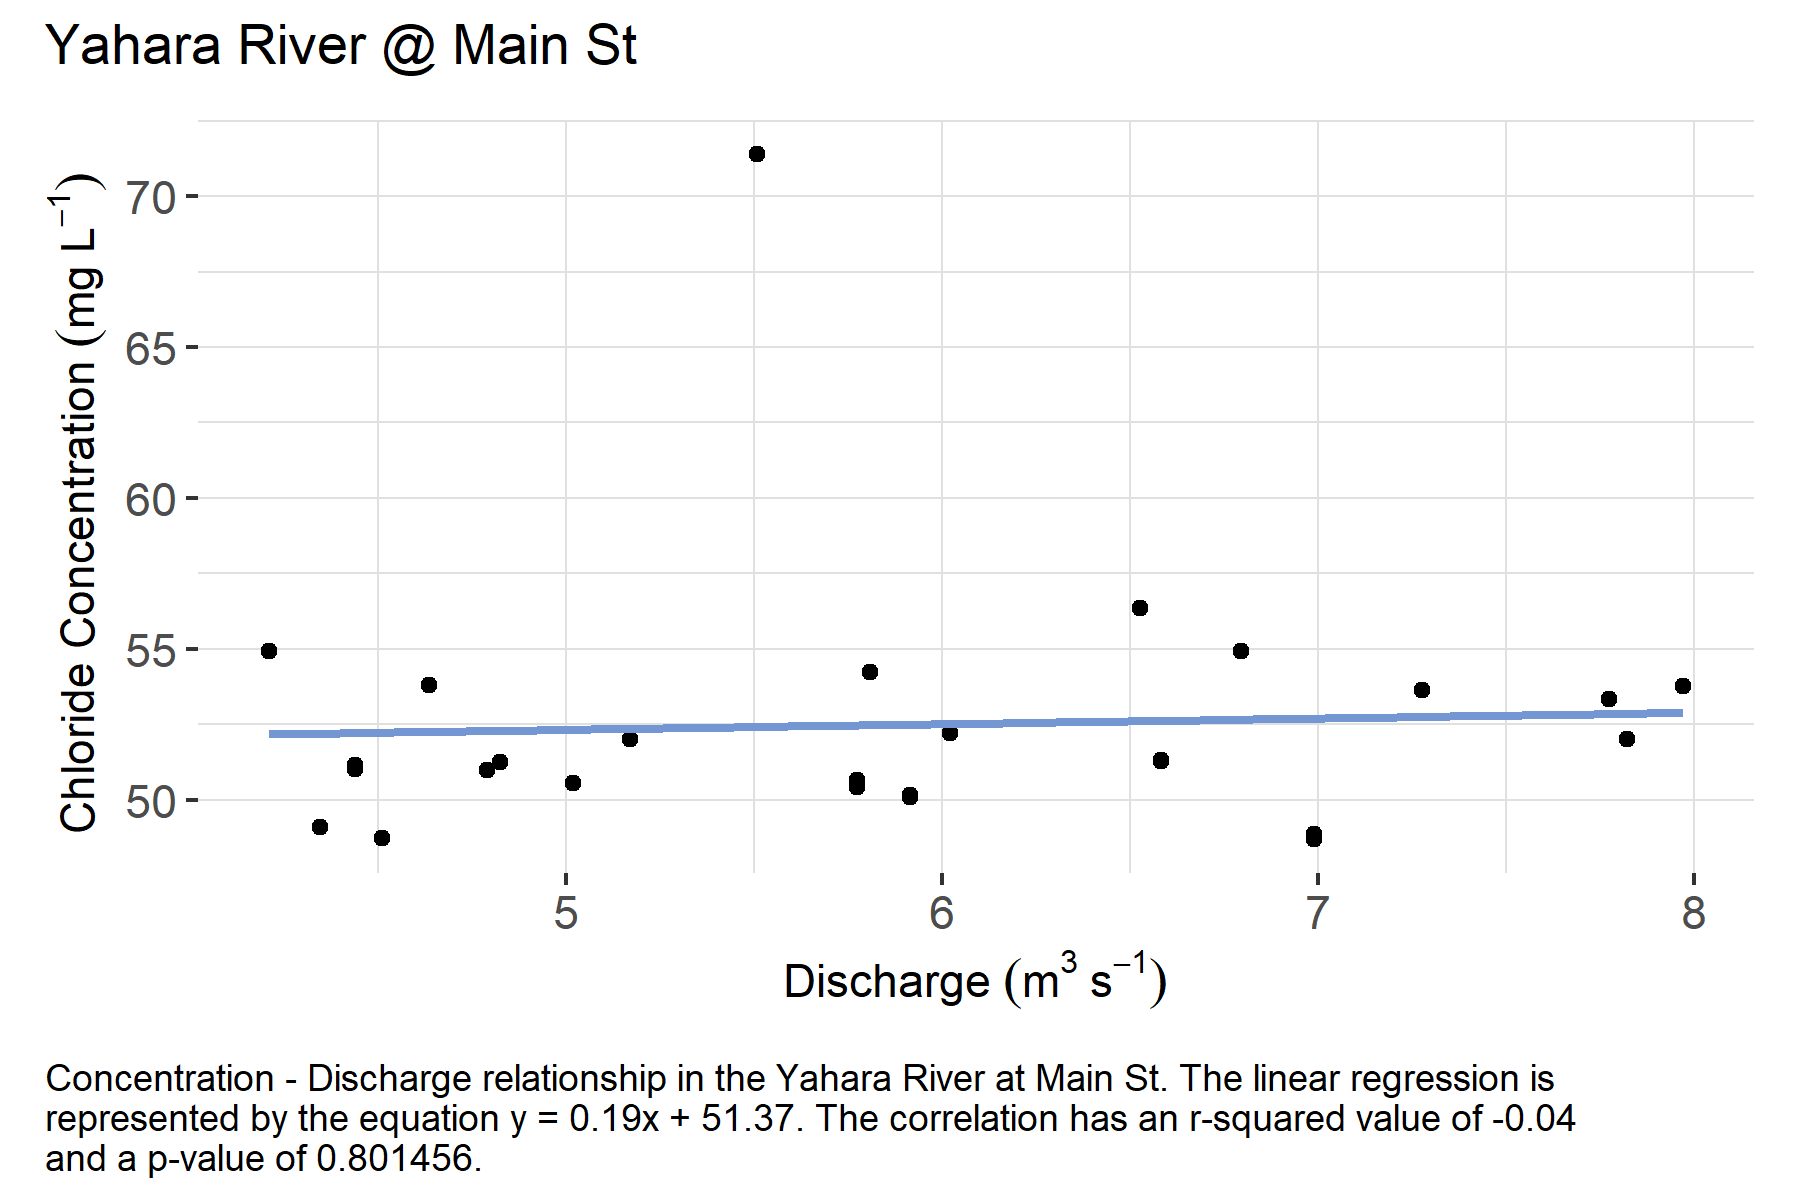 Yahara River @ Main St
Chloride Concentration (mg L⁻¹)
70
65
60
55
50
5 6 7 8
Discharge (m³ s⁻¹)
Concentration - Discharge relationship in the Yahara River at Main St. The linear regression is
represented by the equation y = 0.19x + 51.37. The correlation has an r-squared value of -0.04
and a p-value of 0.801456.